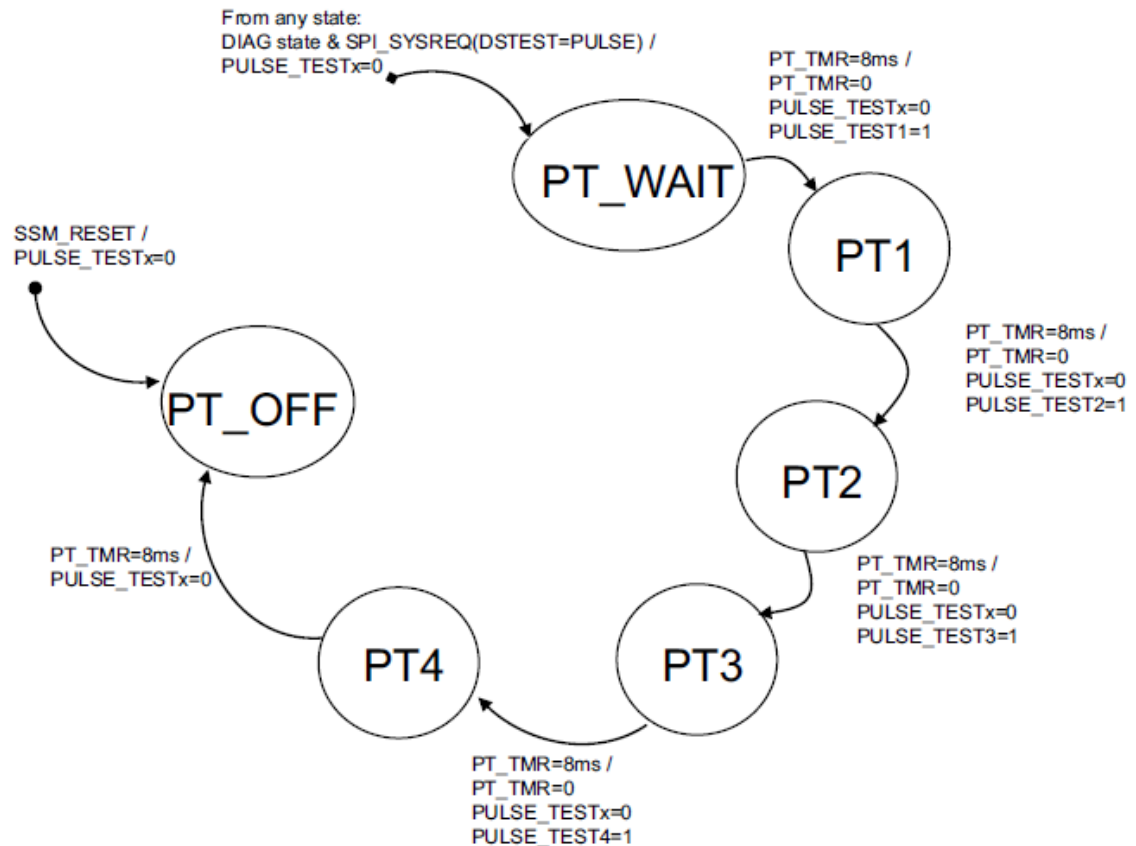 From any state:
DIAG state & SPI_SYSREQ(DSTEST=PULSE) /
PULSE_TESTx=0
PT_TMR=8ms /
PT_TMR=0
PULSE_TESTx=0
PULSE_TEST1=1
PT_WAIT
PT1
SSM_RESET /
PULSE_TESTx=0
PT_TMR=8ms /
PT_TMR=0
PULSE_TESTx=0
PULSE_TEST2=1
PT_OFF
PT2
PT_TMR=8ms /
PULSE_TESTx=0
PT_TMR=8ms /
PT_TMR=0
PULSE_TESTx=0
PULSE_TEST3=1
PT4
PT3
PT_TMR=8ms /
PT_TMR=0
PULSE_TESTx=0
PULSE_TEST4=1